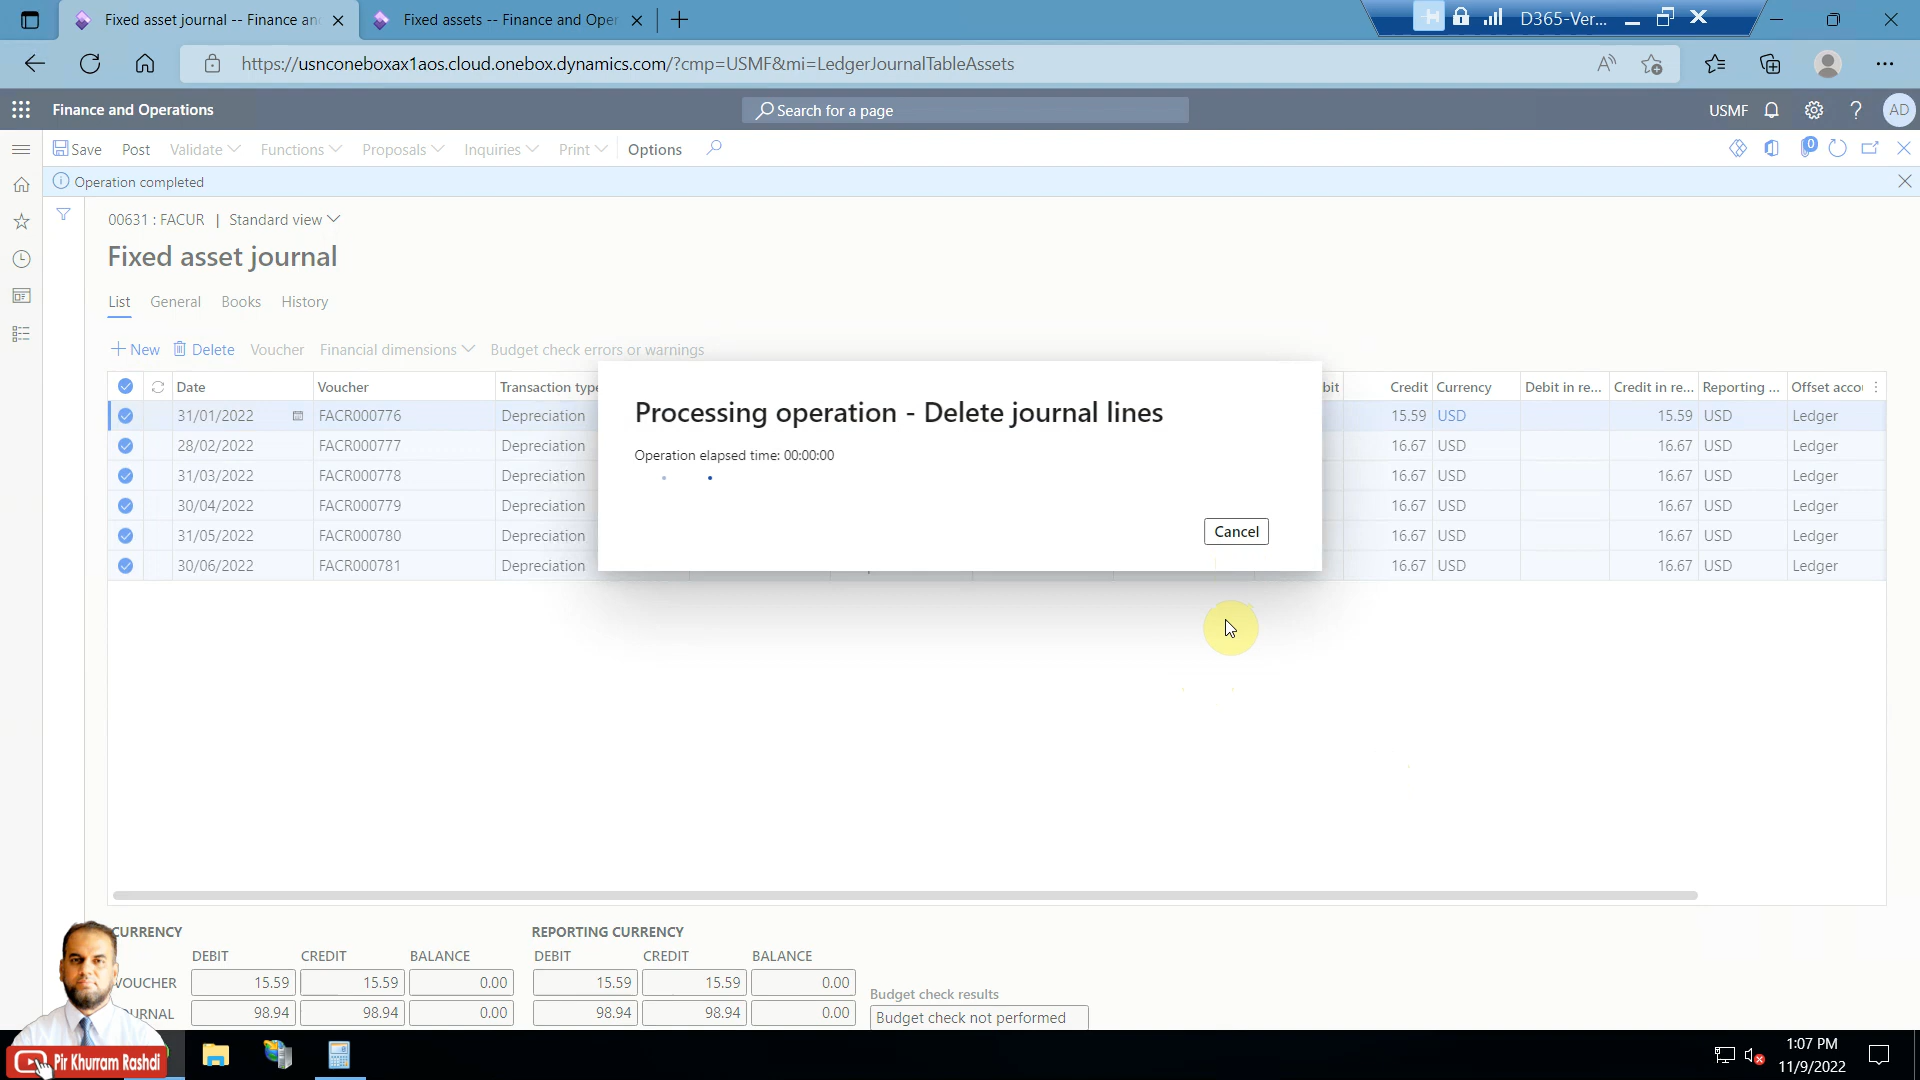 Fixed asset journal -- Finance an
Fixed assets -- Finance and Oper
D365-Ver...
https://usnconeboxax1aos.cloud.onebox.dynamics.com/?cmp=USMF&mi=LedgerJournalTableAssets
Finance and Operations
Search for a page
USMF
AD
Save Post Validate Functions Proposals Inquiries Print Options
0
Operation completed
00631 : FACUR | Standard view
Fixed asset journal
List General Books History
New Delete Voucher Financial dimensions Budget check errors or warnings
Date Voucher Transaction type bit Credit Currency Debit in re... Credit in re... Reporting ... Offset accou
31/01/2022 FACR000776 Depreciation 15.59 USD 15.59 USD Ledger
28/02/2022 FACR000777 Depreciation 16.67 USD 16.67 USD Ledger
31/03/2022 FACR000778 Depreciation 16.67 USD 16.67 USD Ledger
30/04/2022 FACR000779 Depreciation 16.67 USD 16.67 USD Ledger
31/05/2022 FACR000780 Depreciation 16.67 USD 16.67 USD Ledger
30/06/2022 FACR000781 Depreciation 16.67 USD 16.67 USD Ledger
Processing operation - Delete journal lines
Operation elapsed time: 00:00:00
Cancel
CURRENCY REPORTING CURRENCY
DEBIT CREDIT BALANCE DEBIT CREDIT BALANCE
VOUCHER 15.59 15.59 0.00 15.59 15.59 0.00
URNAL 98.94 98.94 0.00 98.94 98.94 0.00
Budget check results
Budget check not performed
Pir Khurram Rashdi
1:07 PM
11/9/2022